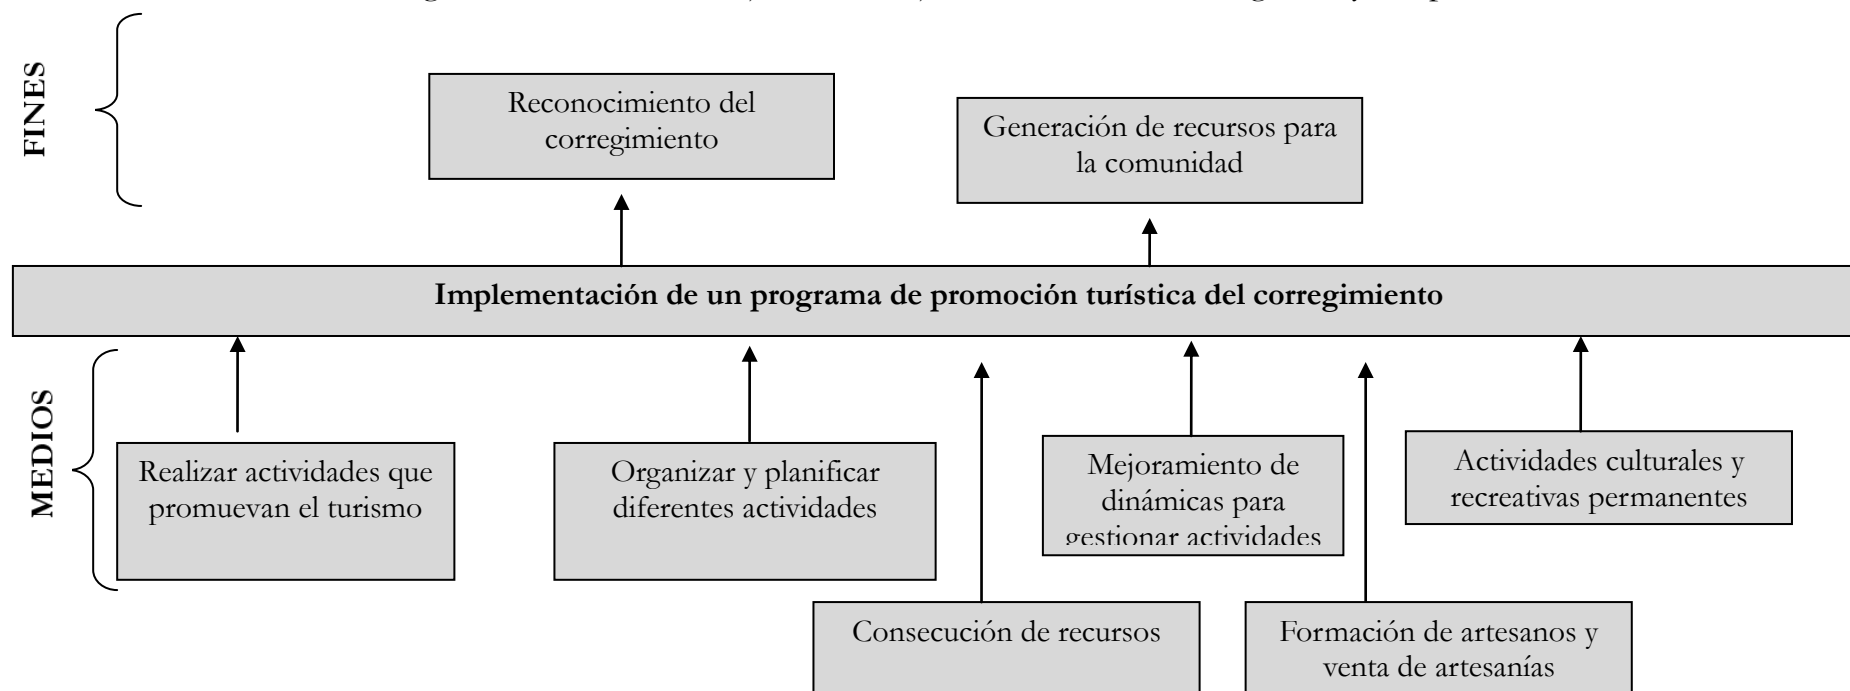 FINES
Reconocimiento del
corregimiento
Generación de recursos para
la comunidad
Implementación de un programa de promoción turística del corregimiento
MEDIOS
Realizar actividades que
promuevan el turismo
Organizar y planificar
diferentes actividades
Mejoramiento de
dinámicas para
gestionar actividades
Actividades culturales y
recreativas permanentes
Consecución de recursos
Formación de artesanos y
venta de artesanías